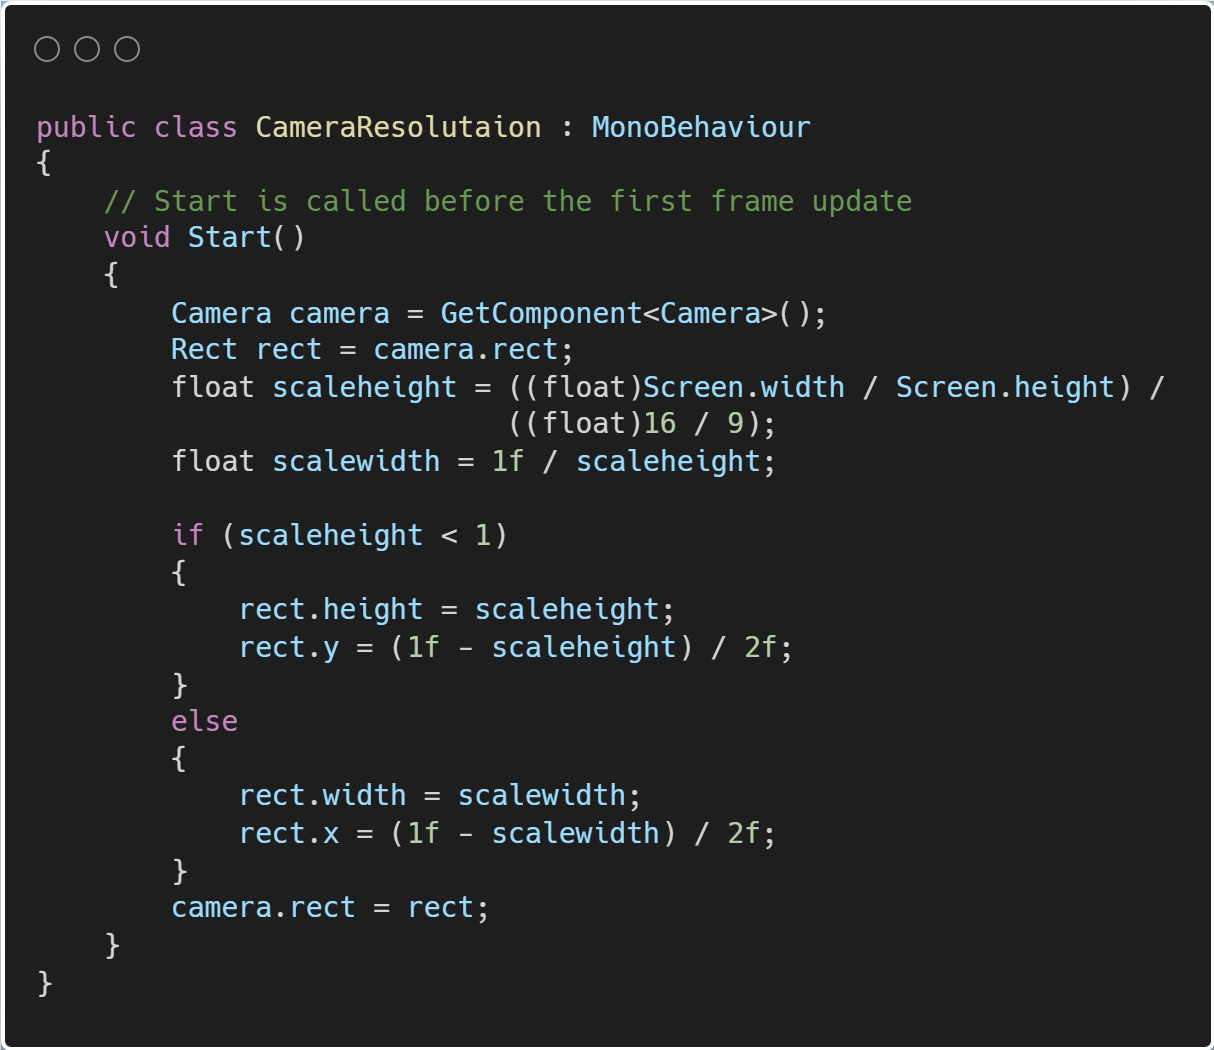 public class CameraResolutaion : MonoBehaviour
{
    // Start is called before the first frame update
    void Start()
    {
        Camera camera = GetComponent<Camera>();
        Rect rect = camera.rect;
        float scaleheight = ((float)Screen.width / Screen.height) /
                            ((float)16 / 9);
        float scalewidth = 1f / scaleheight;

        if (scaleheight < 1)
        {
            rect.height = scaleheight;
            rect.y = (1f - scaleheight) / 2f;
        }
        else
        {
            rect.width = scalewidth;
            rect.x = (1f - scalewidth) / 2f;
        }
        camera.rect = rect;
    }
}